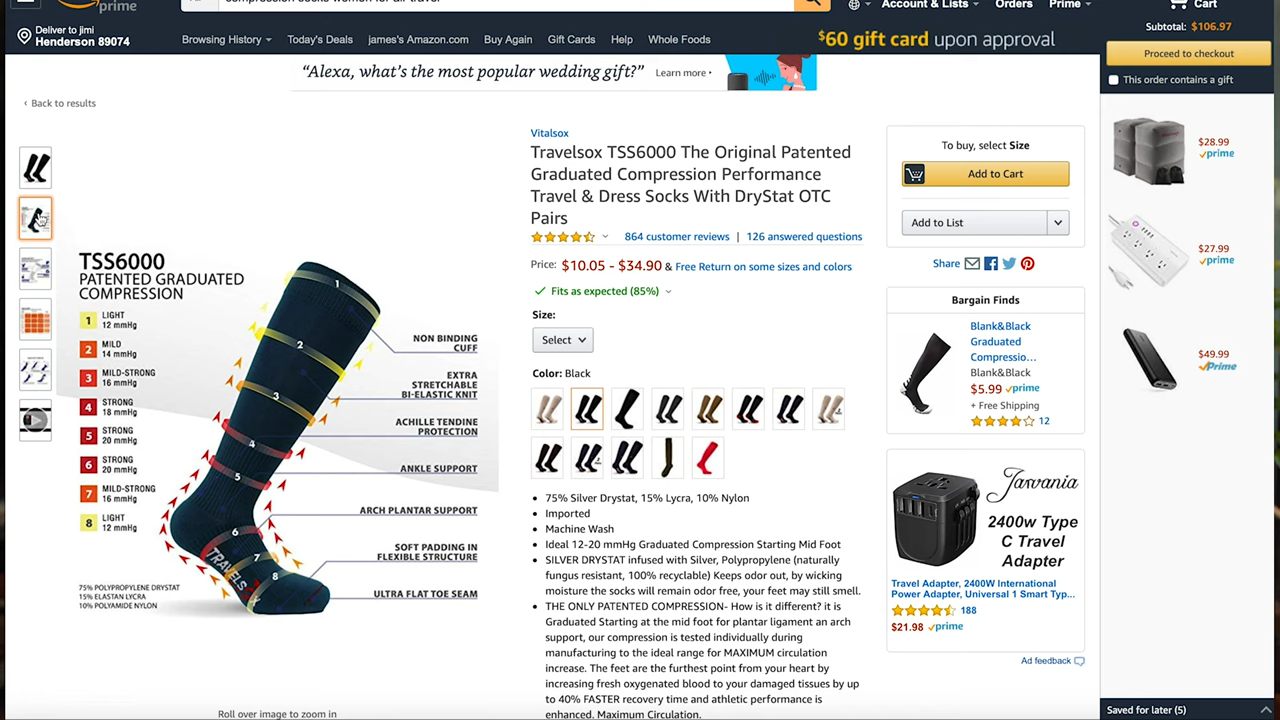 prime
Account & Lists
Orders
Prime
Cart
Deliver to jimi
Henderson 89074
Browsing History
Today's Deals
james's Amazon.com
Buy Again
Gift Cards
Help
Whole Foods
$60 gift card upon approval
Subtotal: $106.97
Proceed to checkout
This order contains a gift
“Alexa, what's the most popular wedding gift?”
Learn more
‹ Back to results
Vitalsox
Travelsox TSS6000 The Original Patented
Graduated Compression Performance
Travel & Dress Socks With DryStat OTC
Pairs
864 customer reviews | 126 answered questions
Price: $10.05 - $34.90 & Free Return on some sizes and colors
Fits as expected (85%)
Size:
Select
Color: Black
75% Silver Drystat, 15% Lycra, 10% Nylon
Imported
Machine Wash
Ideal 12-20 mmHg Graduated Compression Starting Mid Foot
SILVER DRYSTAT infused with Silver, Polypropylene (naturally
fungus resistant, 100% recyclable) Keeps odor out, by wicking
moisture the socks will remain odor free, your feet may still smell.
THE ONLY PATENTED COMPRESSION- How is it different? it is
Graduated Starting at the mid foot for plantar ligament an arch
support, our compression is tested individually during
manufacturing to the ideal range for MAXIMUM circulation
increase. The feet are the furthest point from your heart by
increasing fresh oxygenated blood to your damaged tissues by up
to 40% FASTER recovery time and athletic performance is
enhanced. Maximum Circulation.
TSS6000
PATENTED GRADUATED
COMPRESSION
1 LIGHT
12 mmHg
2 MILD
14 mmHg
3 MILD-STRONG
16 mmHg
4 STRONG
18 mmHg
5 STRONG
20 mmHg
6 STRONG
20 mmHg
7 MILD-STRONG
16 mmHg
8 LIGHT
12 mmHg
1
2
3
4
5
6
7
8
TRAVELS
NON BINDING
CUFF
EXTRA
STRETCHABLE
BI-ELASTIC KNIT
ACHILLE TENDINE
PROTECTION
ANKLE SUPPORT
ARCH PLANTAR SUPPORT
SOFT PADDING IN
FLEXIBLE STRUCTURE
ULTRA FLAT TOE SEAM
75% POLYPROPYLENE DRYSTAT
15% ELASTAN LYCRA
10% POLYAMIDE NYLON
Roll over image to zoom in
To buy, select Size
Add to Cart
Add to List
Share
Bargain Finds
Blank&Black
Graduated
Compressio...
Blank&Black
$5.99 prime
+ Free Shipping
12
Jarvania
2400w Type
C Travel
Adapter
Travel Adapter, 2400W International
Power Adapter, Universal 1 Smart Typ...
188
$21.98 prime
Ad feedback
$28.99
prime
$27.99
prime
$49.99
prime
Saved for later (5)